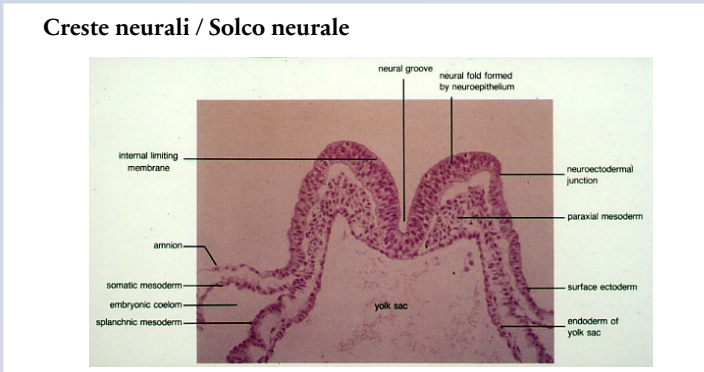 Creste neurali / Solco neurale
neural groove
neural fold formed
by neuroepithelium
internal limiting
membrane
neuroectodermal
junction
paraxial mesoderm
amnion
somatic mesoderm
surface ectoderm
embryonic coelom
yolk sac
splanchnic mesoderm
endoderm of
yolk sac